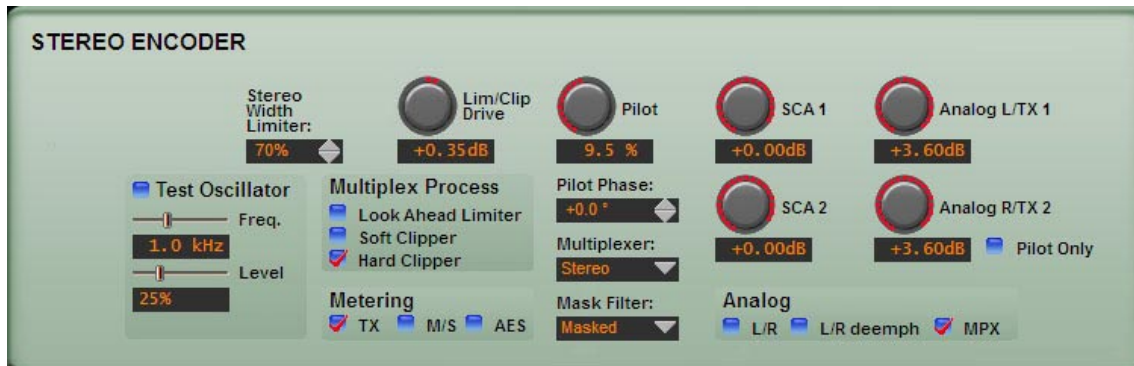 STEREO ENCODER
Stereo
Width
Limiter:
70%
Lim/Clip
Drive
+0.35dB
Pilot
9.5 %
SCA 1
+0.00dB
Analog L/TX 1
+3.60dB
Test Oscillator
Freq.
1.0 kHz
Level
25%
Multiplex Process
Look Ahead Limiter
Soft Clipper
Hard Clipper
Metering
TX M/S AES
Pilot Phase:
+0.0 °
Multiplexer:
Stereo
Mask Filter:
Masked
SCA 2
+0.00dB
Analog R/TX 2
+3.60dB
Pilot Only
Analog
L/R L/R deemph MPX